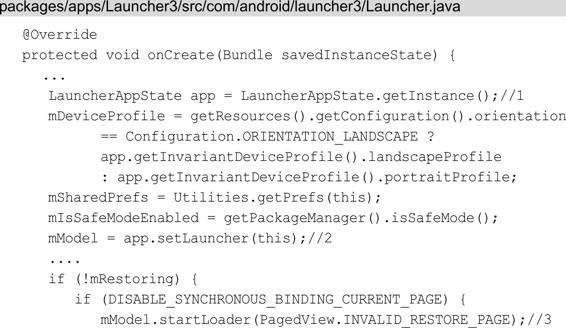 packages/apps/Launcher3/src/com/android/launcher3/Launcher.java
@Override
protected void onCreate(Bundle savedInstanceState) {
...
LauncherAppState app = LauncherAppState.getInstance();//1
mDeviceProfile = getResources().getConfiguration().orientation
== Configuration.ORIENTATION_LANDSCAPE ?
app.getInvariantDeviceProfile().landscapeProfile
: app.getInvariantDeviceProfile().portraitProfile;
mSharedPrefs = Utilities.getPrefs(this);
mIsSafeModeEnabled = getPackageManager().isSafeMode();
mModel = app.setLauncher(this);//2
....
if (!mRestoring) {
if (DISABLE_SYNCHRONOUS_BINDING_CURRENT_PAGE) {
mModel.startLoader(PagedView.INVALID_RESTORE_PAGE);//3